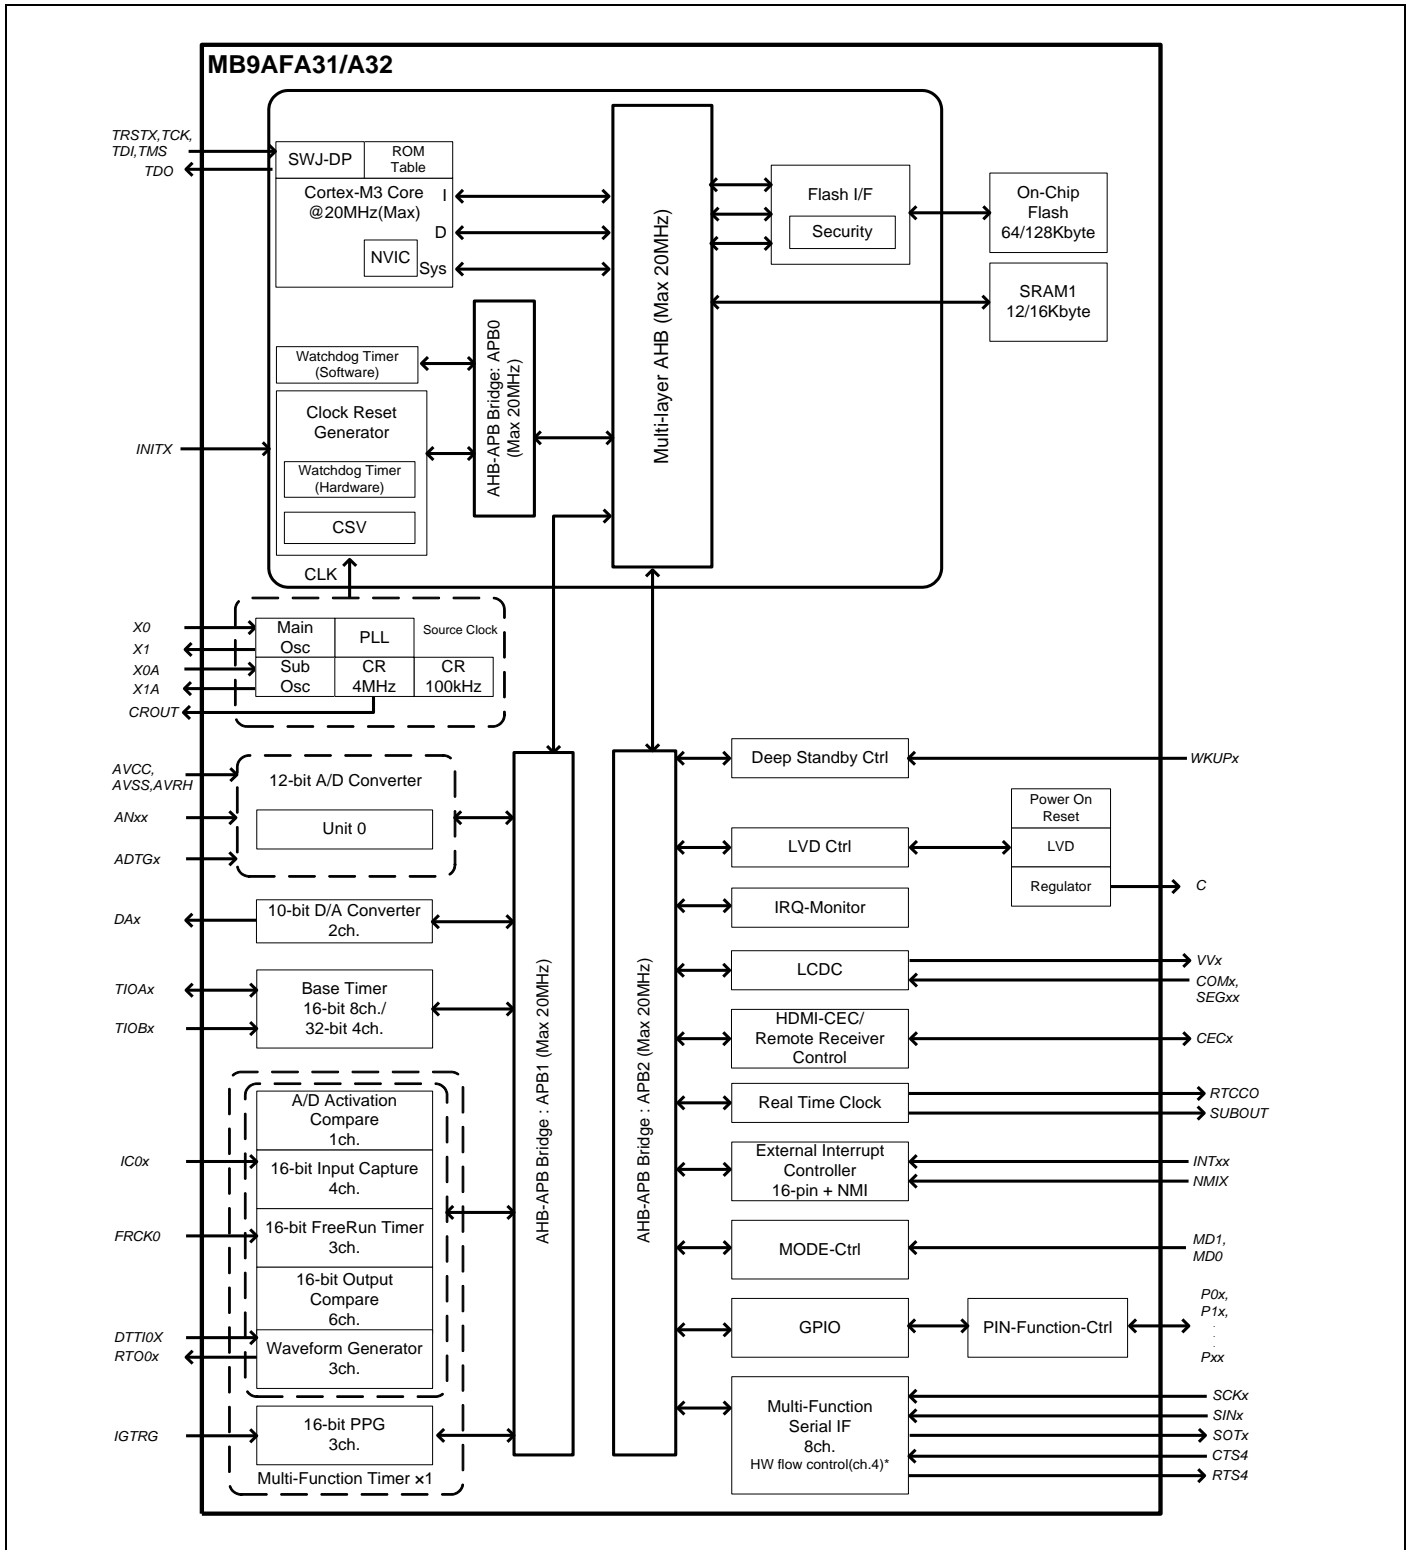 MB9AFA31/A32
TRSTX,TCK,
TDI,TMS
TDO
SWJ-DP
ROM
Table
Cortex-M3 Core
@20MHz(Max)
I
D
Sys
NVIC
Multi-layer AHB (Max 20MHz)
Flash I/F
Security
On-Chip
Flash
64/128Kbyte
SRAM1
12/16Kbyte
Watchdog Timer
(Software)
AHB-APB Bridge: APB0
(Max 20MHz)
Clock Reset
Generator
Watchdog Timer
(Hardware)
CSV
INITX
CLK
X0
X1
X0A
X1A
CROUT
Main
Osc
PLL
Source Clock
Sub
Osc
CR
4MHz
CR
100kHz
AVCC,
AVSS,AVRH
ANxx
ADTGx
12-bit A/D Converter
Unit 0
DAx
10-bit D/A Converter
2ch.
TIOAx
TIOBx
Base Timer
16-bit 8ch./
32-bit 4ch.
A/D Activation
Compare
1ch.
IC0x
16-bit Input Capture
4ch.
FRCK0
16-bit FreeRun Timer
3ch.
16-bit Output
Compare
6ch.
DTTI0X
RTO0x
Waveform Generator
3ch.
IGTRG
16-bit PPG
3ch.
Multi-Function Timer ×1
AHB-APB Bridge : APB1 (Max 20MHz)
AHB-APB Bridge : APB2 (Max 20MHz)
Deep Standby Ctrl
WKUPx
LVD Ctrl
Power On
Reset
LVD
Regulator
C
IRQ-Monitor
LCDC
VVx
COMx,
SEGxx
HDMI-CEC/
Remote Receiver
Control
CECx
Real Time Clock
RTCCO
SUBOUT
External Interrupt
Controller
16-pin + NMI
INTxx
NMIX
MODE-Ctrl
MD1,
MD0
GPIO
PIN-Function-Ctrl
P0x,
P1x,
.
.
Pxx
Multi-Function
Serial IF
8ch.
HW flow control(ch.4)*
SCKx
SINx
SOTx
CTS4
RTS4